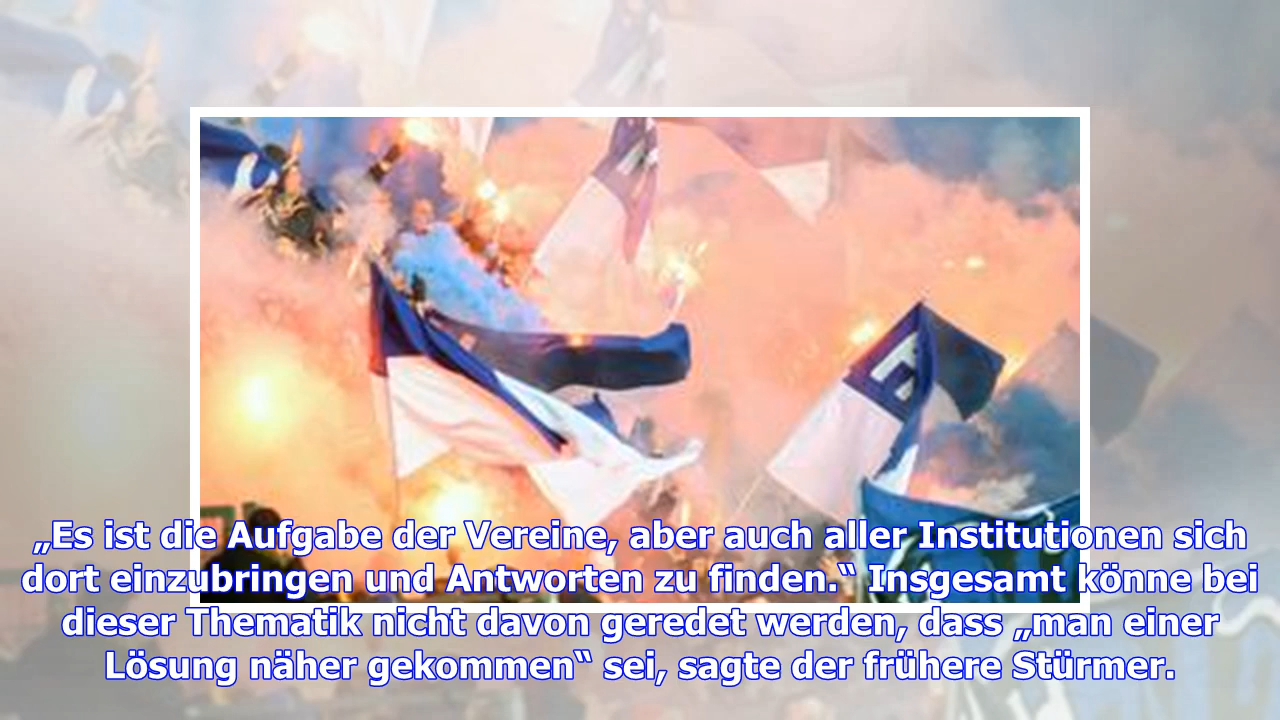 „Es ist die Aufgabe der Vereine, aber auch aller Institutionen sich
dort einzubringen und Antworten zu finden.“ Insgesamt könne bei
dieser Thematik nicht davon geredet werden, dass „man einer
Lösung näher gekommen“ sei, sagte der frühere Stürmer.